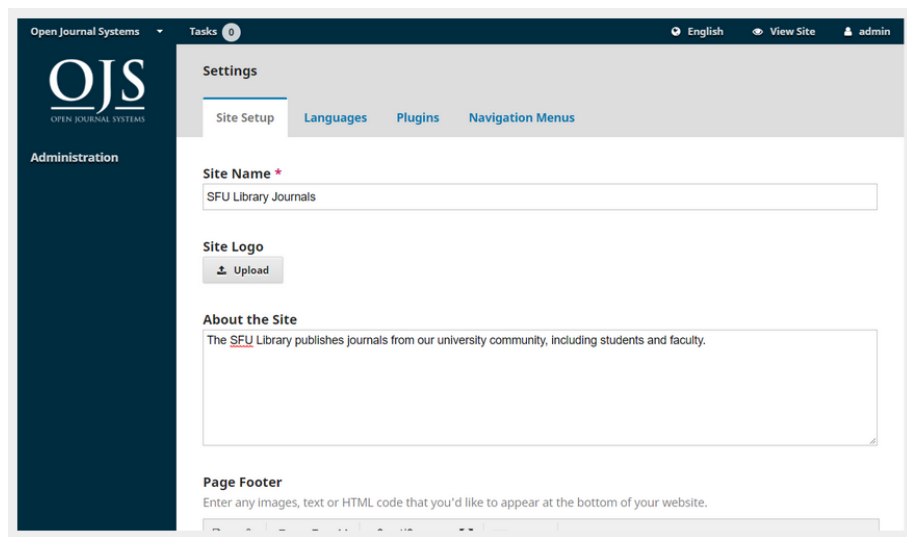 Open Journal Systems Tasks 0 English View Site admin
OJS
OPEN JOURNAL SYSTEMS
Administration
Settings
Site Setup Languages Plugins Navigation Menus
Site Name *
SFU Library Journals
Site Logo
Upload
About the Site
The SFU Library publishes journals from our university community, including students and faculty.
Page Footer
Enter any images, text or HTML code that you'd like to appear at the bottom of your website.